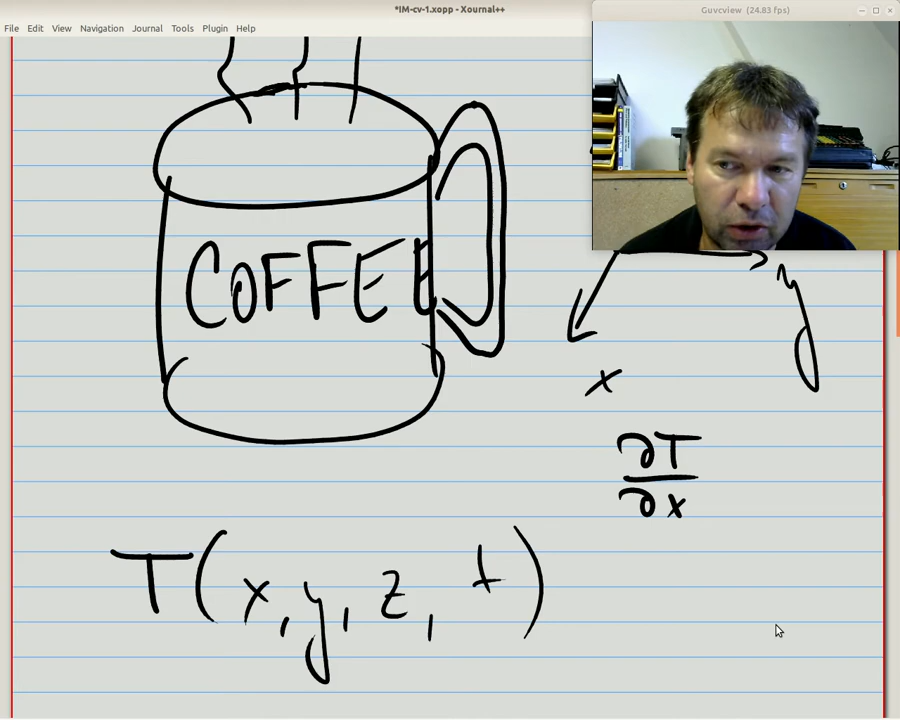 *IM-cv-1.xopp - Xournal++
Guvcview (24.83 fps)
File Edit View Navigation Journal Tools Plugin Help
COFFEE
y
x
∂T
∂x
T(x, y, z, t)